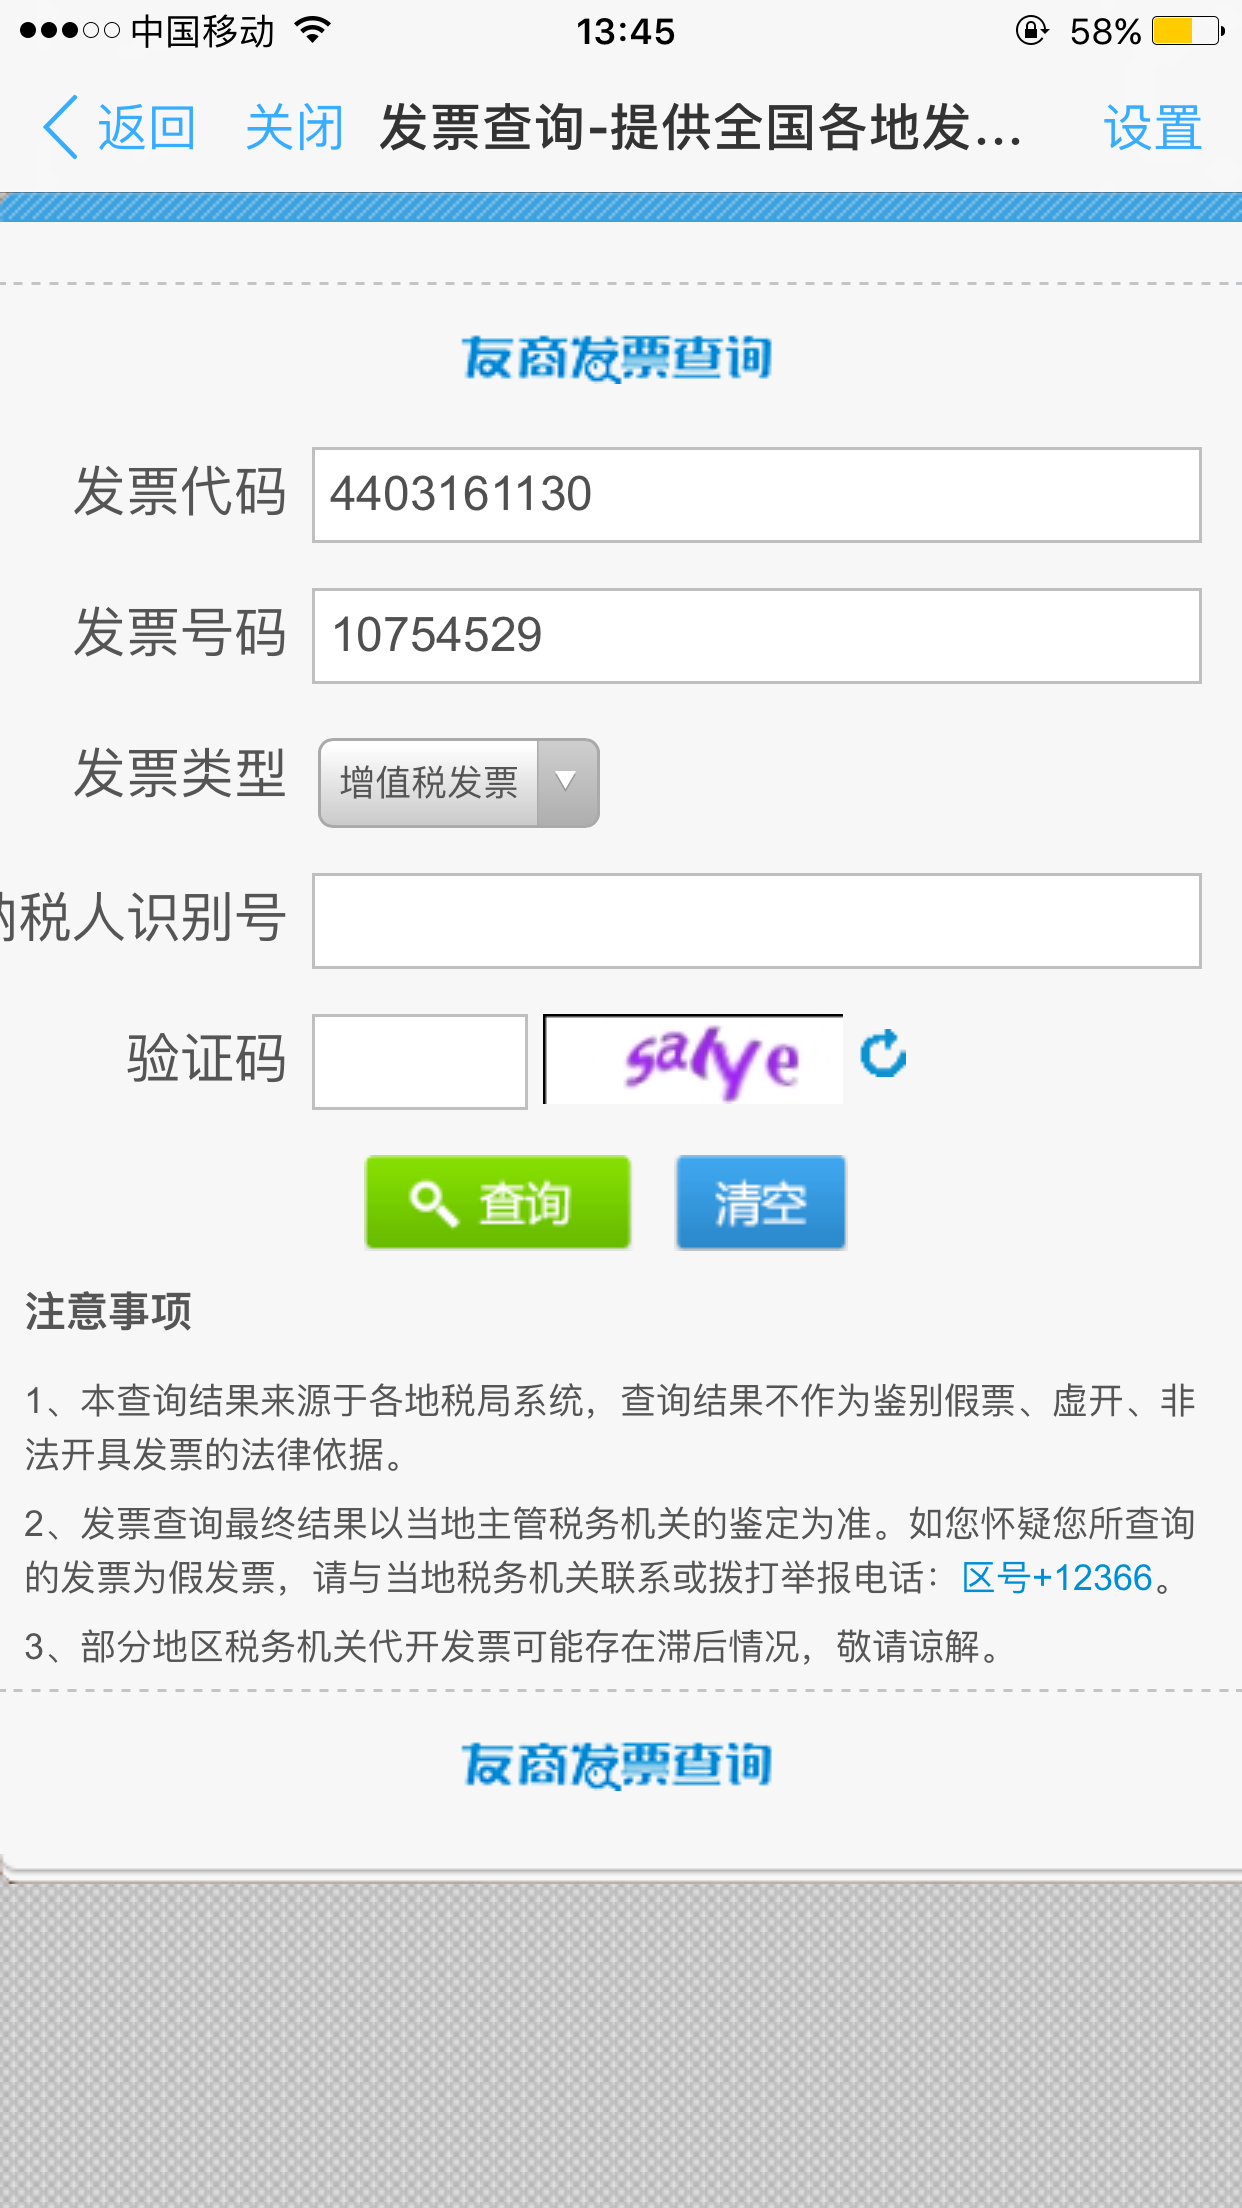 中国移动 13:45 58%
返回 关闭 发票查询-提供全国各地发... 设置
友商发票查询
发票代码 4403161130
发票号码 10754529
发票类型 增值税发票
纳税人识别号
验证码 salye
查询 清空
注意事项
1、本查询结果来源于各地税局系统，查询结果不作为鉴别假票、虚开、非
法开具发票的法律依据。
2、发票查询最终结果以当地主管税务机关的鉴定为准。如您怀疑您所查询
的发票为假发票，请与当地税务机关联系或拨打举报电话：区号+12366。
3、部分地区税务机关代开发票可能存在滞后情况，敬请谅解。
友商发票查询